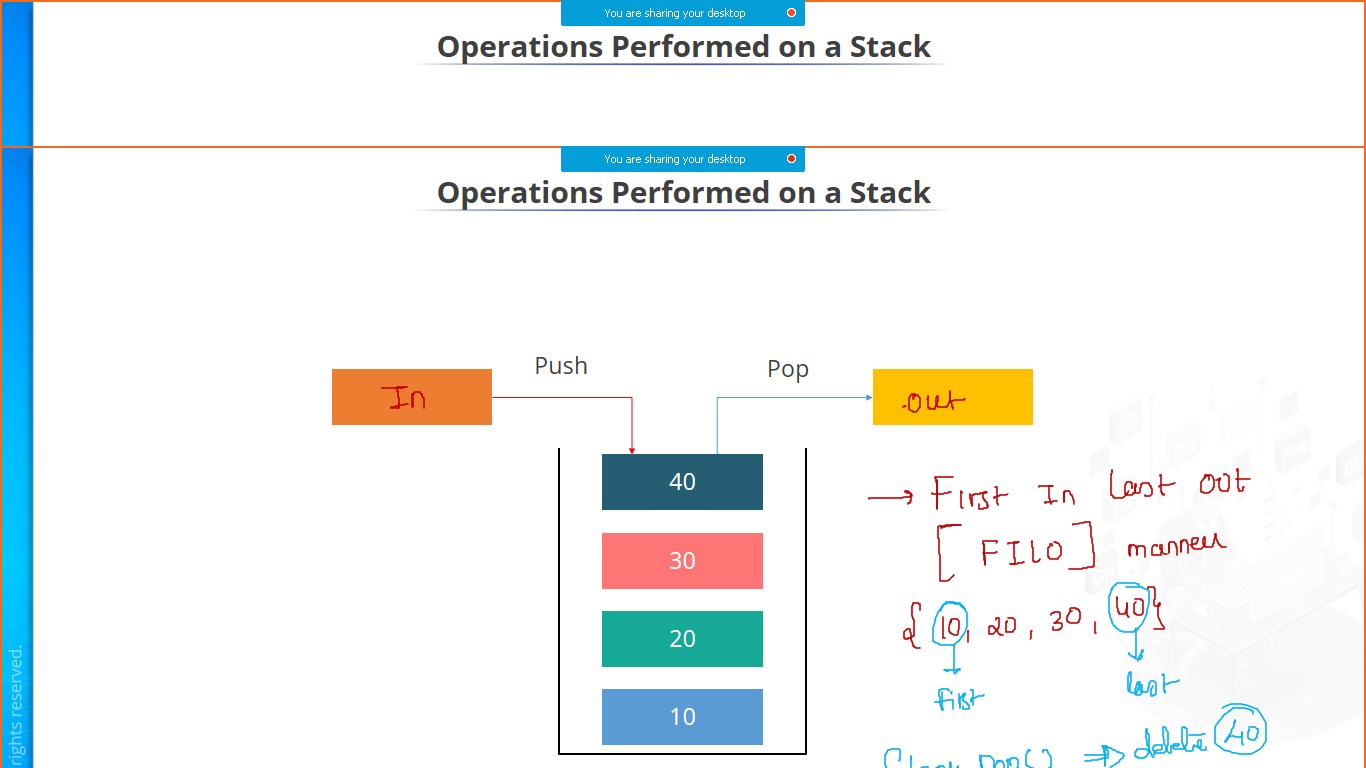 You are sharing your desktop
Operations Performed on a Stack
You are sharing your desktop
Operations Performed on a Stack
Push
Pop
In
out
40
30
20
10
→ First In Last Out
[FILO] manner
{10, 20, 30, 40}
first
last
pop() ⇒ delete 40
rights reserved.